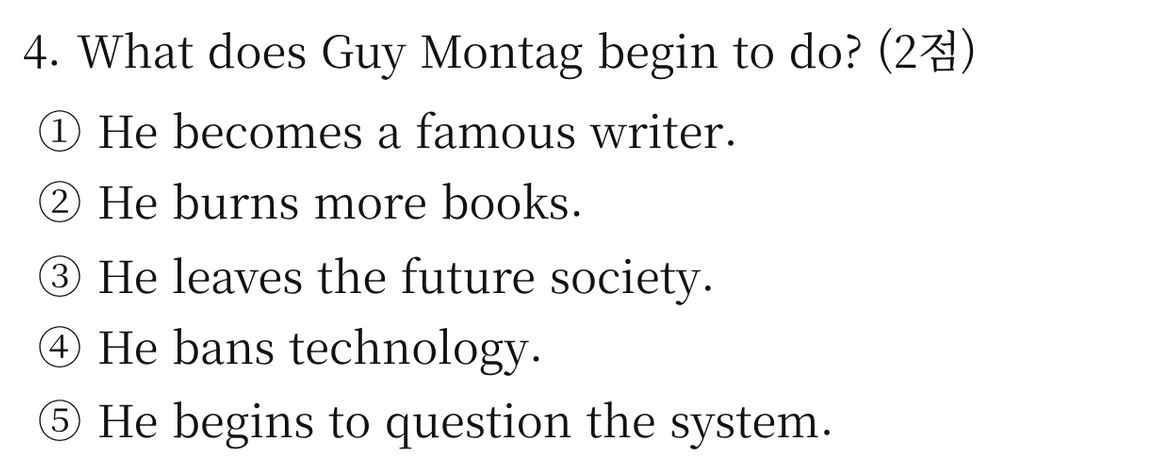 4. What does Guy Montag begin to do? (2점)
① He becomes a famous writer.
② He burns more books.
③ He leaves the future society.
④ He bans technology.
⑤ He begins to question the system.